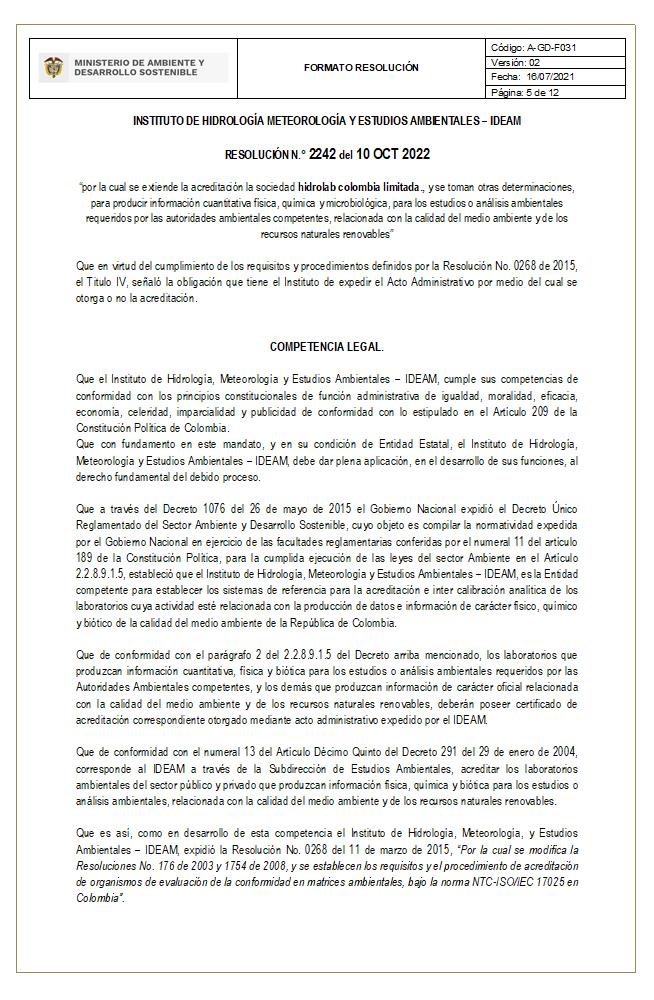 MINISTERIO DE AMBIENTE Y
DESARROLLO SOSTENIBLE
FORMATO RESOLUCIÓN
Código: A-GD-F031
Versión: 02
Fecha: 16/07/2021
Página: 5 de 12
INSTITUTO DE HIDROLOGÍA METEOROLOGÍA Y ESTUDIOS AMBIENTALES – IDEAM
RESOLUCIÓN N.° 2242 del 10 OCT 2022
"por la cual se extiende la acreditación la sociedad hidrolab colombia limitada., y se toman otras determinaciones,
para producir información cuantitativa física, química y microbiológica, para los estudios o análisis ambientales
requeridos por las autoridades ambientales competentes, relacionada con la calidad del medio ambiente y de los
recursos naturales renovables"
Que en virtud del cumplimiento de los requisitos y procedimientos definidos por la Resolución No. 0268 de 2015,
el Titulo IV, señaló la obligación que tiene el Instituto de expedir el Acto Administrativo por medio del cual se
otorga o no la acreditación.
COMPETENCIA LEGAL.
Que el Instituto de Hidrología, Meteorología y Estudios Ambientales – IDEAM, cumple sus competencias de
conformidad con los principios constitucionales de función administrativa de igualdad, moralidad, eficacia,
economía, celeridad, imparcialidad y publicidad de conformidad con lo estipulado en el Artículo 209 de la
Constitución Política de Colombia.
Que con fundamento en este mandato, y en su condición de Entidad Estatal, el Instituto de Hidrología,
Meteorología y Estudios Ambientales – IDEAM, debe dar plena aplicación, en el desarrollo de sus funciones, al
derecho fundamental del debido proceso.
Que a través del Decreto 1076 del 26 de mayo de 2015 el Gobierno Nacional expidió el Decreto Único
Reglamentado del Sector Ambiente y Desarrollo Sostenible, cuyo objeto es compilar la normatividad expedida
por el Gobierno Nacional en ejercicio de las facultades reglamentarias conferidas por el numeral 11 del artículo
189 de la Constitución Política, para la cumplida ejecución de las leyes del sector Ambiente en el Artículo
2.2.8.9.1.5, estableció que el Instituto de Hidrología, Meteorología y Estudios Ambientales – IDEAM, es la Entidad
competente para establecer los sistemas de referencia para la acreditación e inter calibración analítica de los
laboratorios cuya actividad esté relacionada con la producción de datos e información de carácter físico, químico
y biótico de la calidad del medio ambiente de la República de Colombia.
Que de conformidad con el parágrafo 2 del 2.2.8.9.1.5 del Decreto arriba mencionado, los laboratorios que
produzcan información cuantitativa, física y biótica para los estudios o análisis ambientales requeridos por las
Autoridades Ambientales competentes, y los demás que produzcan información de carácter oficial relacionada
con la calidad del medio ambiente y de los recursos naturales renovables, deberán poseer certificado de
acreditación correspondiente otorgado mediante acto administrativo expedido por el IDEAM.
Que de conformidad con el numeral 13 del Artículo Décimo Quinto del Decreto 291 del 29 de enero de 2004,
corresponde al IDEAM a través de la Subdirección de Estudios Ambientales, acreditar los laboratorios
ambientales del sector público y privado que produzcan información física, química y biótica para los estudios o
análisis ambientales, relacionada con la calidad del medio ambiente y de los recursos naturales renovables.
Que es así, como en desarrollo de esta competencia el Instituto de Hidrología, Meteorología, y Estudios
Ambientales – IDEAM, expidió la Resolución No. 0268 del 11 de marzo de 2015, "Por la cual se modifica la
Resoluciones No. 176 de 2003 y 1754 de 2008, y se establecen los requisitos y el procedimiento de acreditación
de organismos de evaluación de la conformidad en matrices ambientales, bajo la norma NTC-ISO/IEC 17025 en
Colombia".